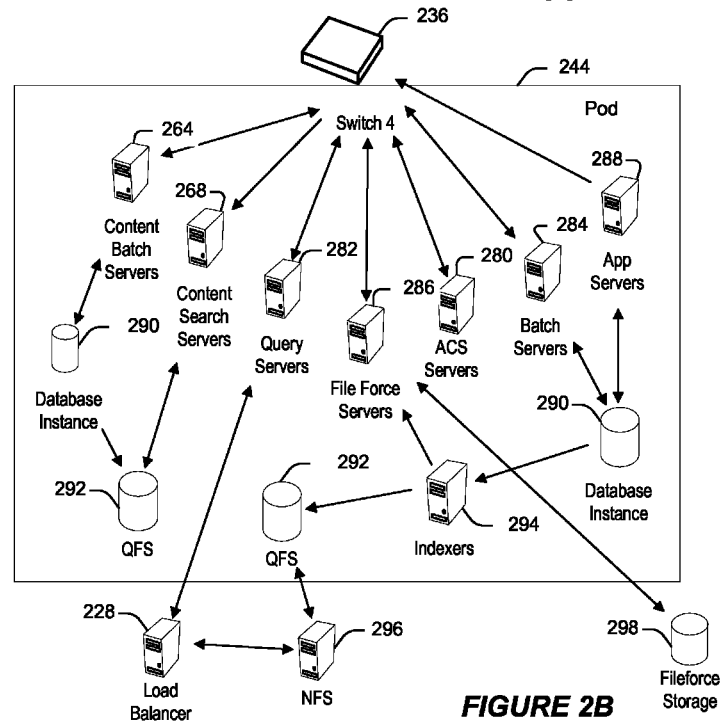 236
244
Pod
Switch 4
264
Content
Batch
Servers
268
Content
Search
Servers
282
Query
Servers
286
File Force
Servers
280
ACS
Servers
284
Batch
Servers
288
App
Servers
290
Database
Instance
290
Database
Instance
292
QFS
292
QFS
294
Indexers
228
Load
Balancer
296
NFS
298
Fileforce
Storage
FIGURE 2B